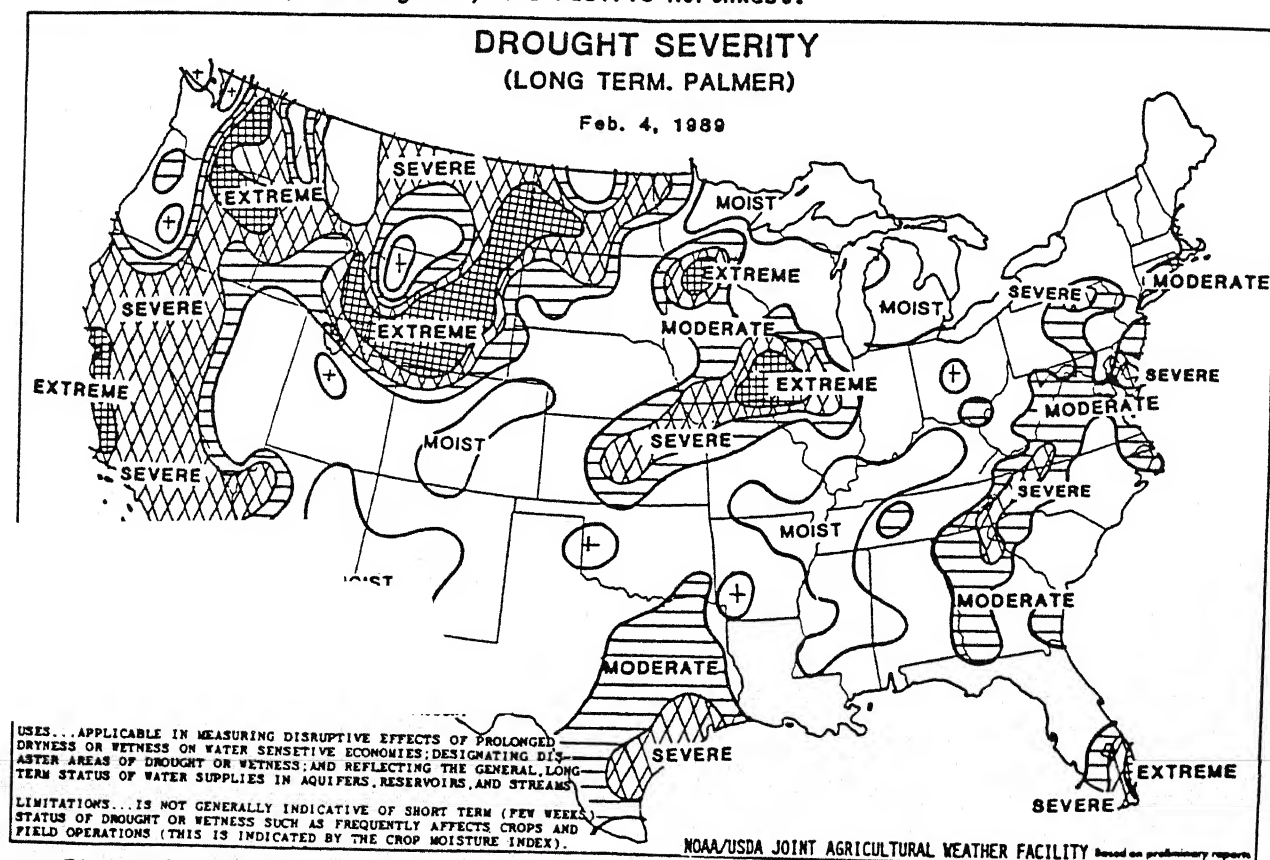 DROUGHT SEVERITY
(LONG TERM. PALMER)
Feb. 4, 1989
SEVERE
EXTREME
MOIST
EXTREME
MODERATE
SEVERE
MOIST
SEVERE
EXTREME
MODERATE
EXTREME
EXTREME
SEVERE
MODERATE
MOIST
SEVERE
SEVERE
SEVERE
MOIST
MODERATE
MODERATE
SEVERE
EXTREME
SEVERE
USES...APPLICABLE IN MEASURING DISRUPTIVE EFFECTS OF PROLONGED
DRYNESS OR WETNESS ON WATER SENSETIVE ECONOMIES;DESIGNATING DIS-
ASTER AREAS OF DROUGHT OR WETNESS;AND REFLECTING THE GENERAL,LONG
TERM STATUS OF WATER SUPPLIES IN AQUIFERS,RESERVOIRS,AND STREAMS
LIMITATIONS...IS NOT GENERALLY INDICATIVE OF SHORT TERM (FEW WEEKS)
STATUS OF DROUGHT OR WETNESS SUCH AS FREQUENTLY AFFECTS CROPS AND
FIELD OPERATIONS (THIS IS INDICATED BY THE CROP MOISTURE INDEX).
NOAA/USDA JOINT AGRICULTURAL WEATHER FACILITY Based on preliminary reports